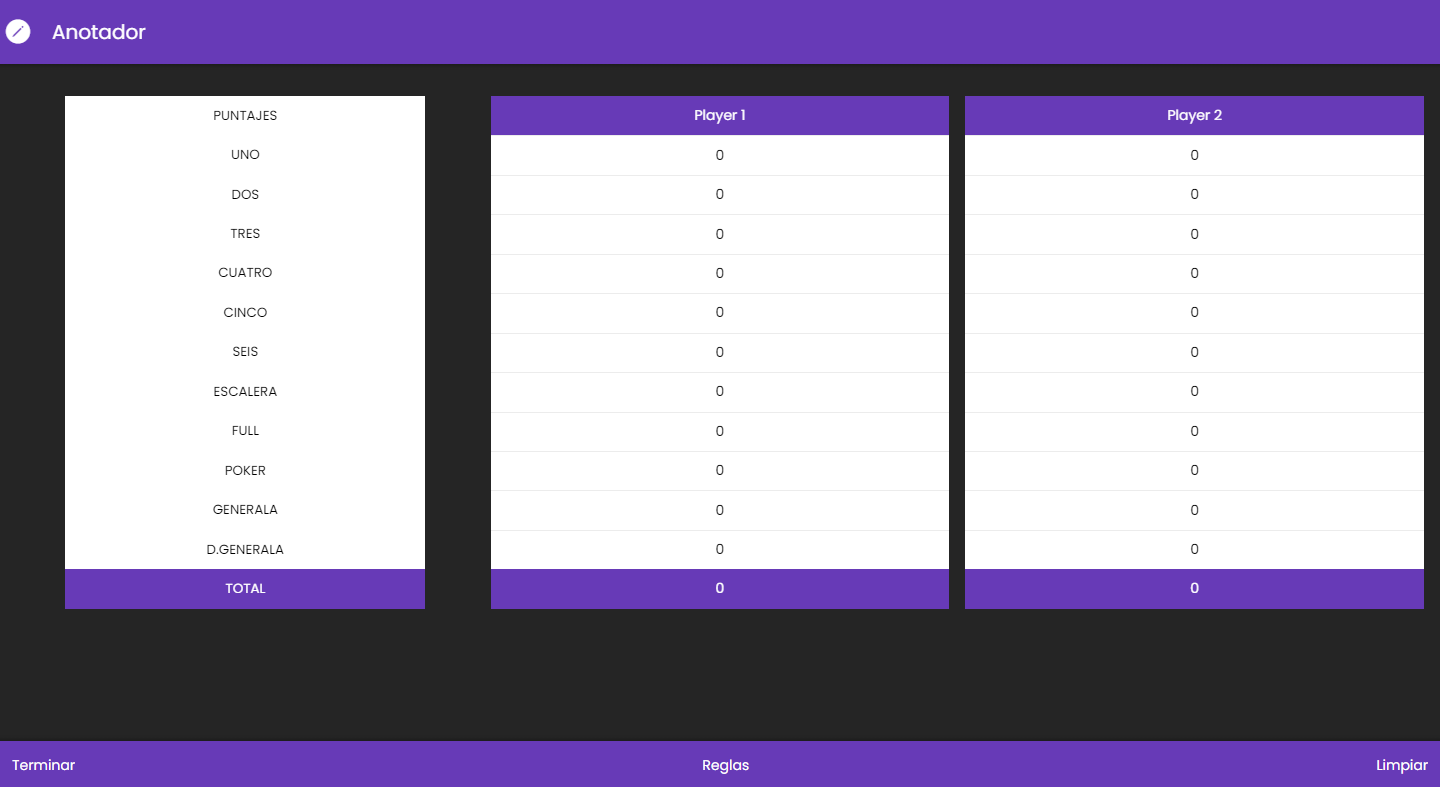 Anotador
PUNTAJES Player 1 Player 2
UNO 0 0
DOS 0 0
TRES 0 0
CUATRO 0 0
CINCO 0 0
SEIS 0 0
ESCALERA 0 0
FULL 0 0
POKER 0 0
GENERALA 0 0
D.GENERALA 0 0
TOTAL 0 0
Terminar Reglas Limpiar